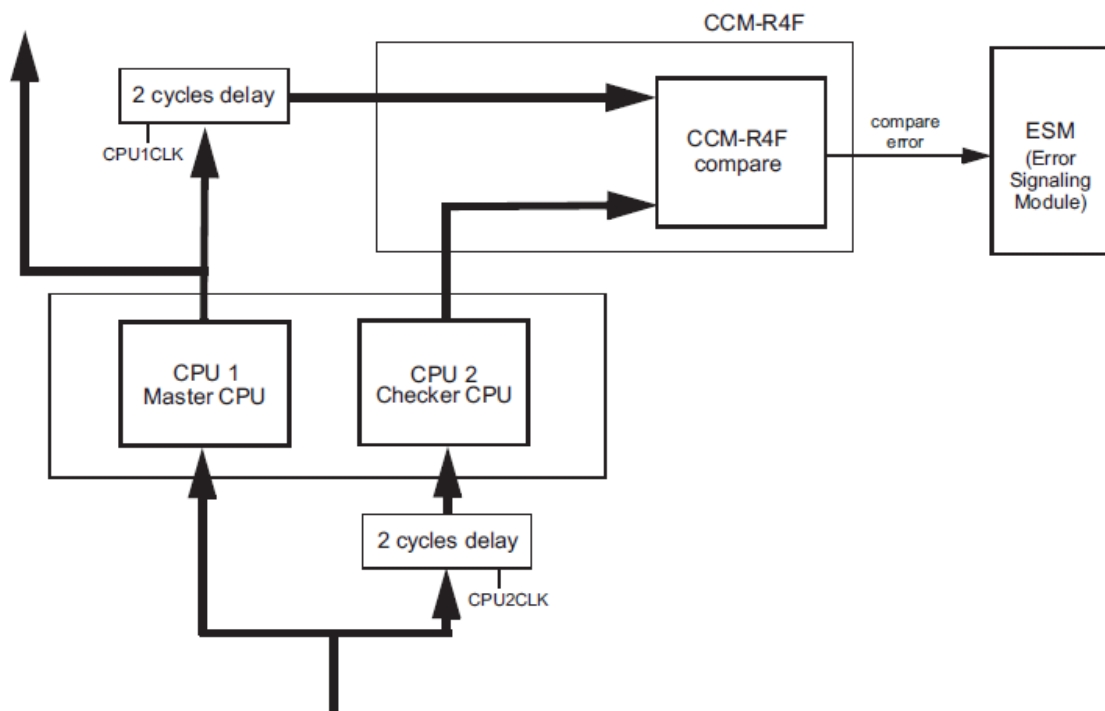 CCM-R4F
2 cycles delay
CPU1CLK
CCM-R4F
compare
compare
error
ESM
(Error
Signaling
Module)
CPU 1
Master CPU
CPU 2
Checker CPU
2 cycles delay
CPU2CLK